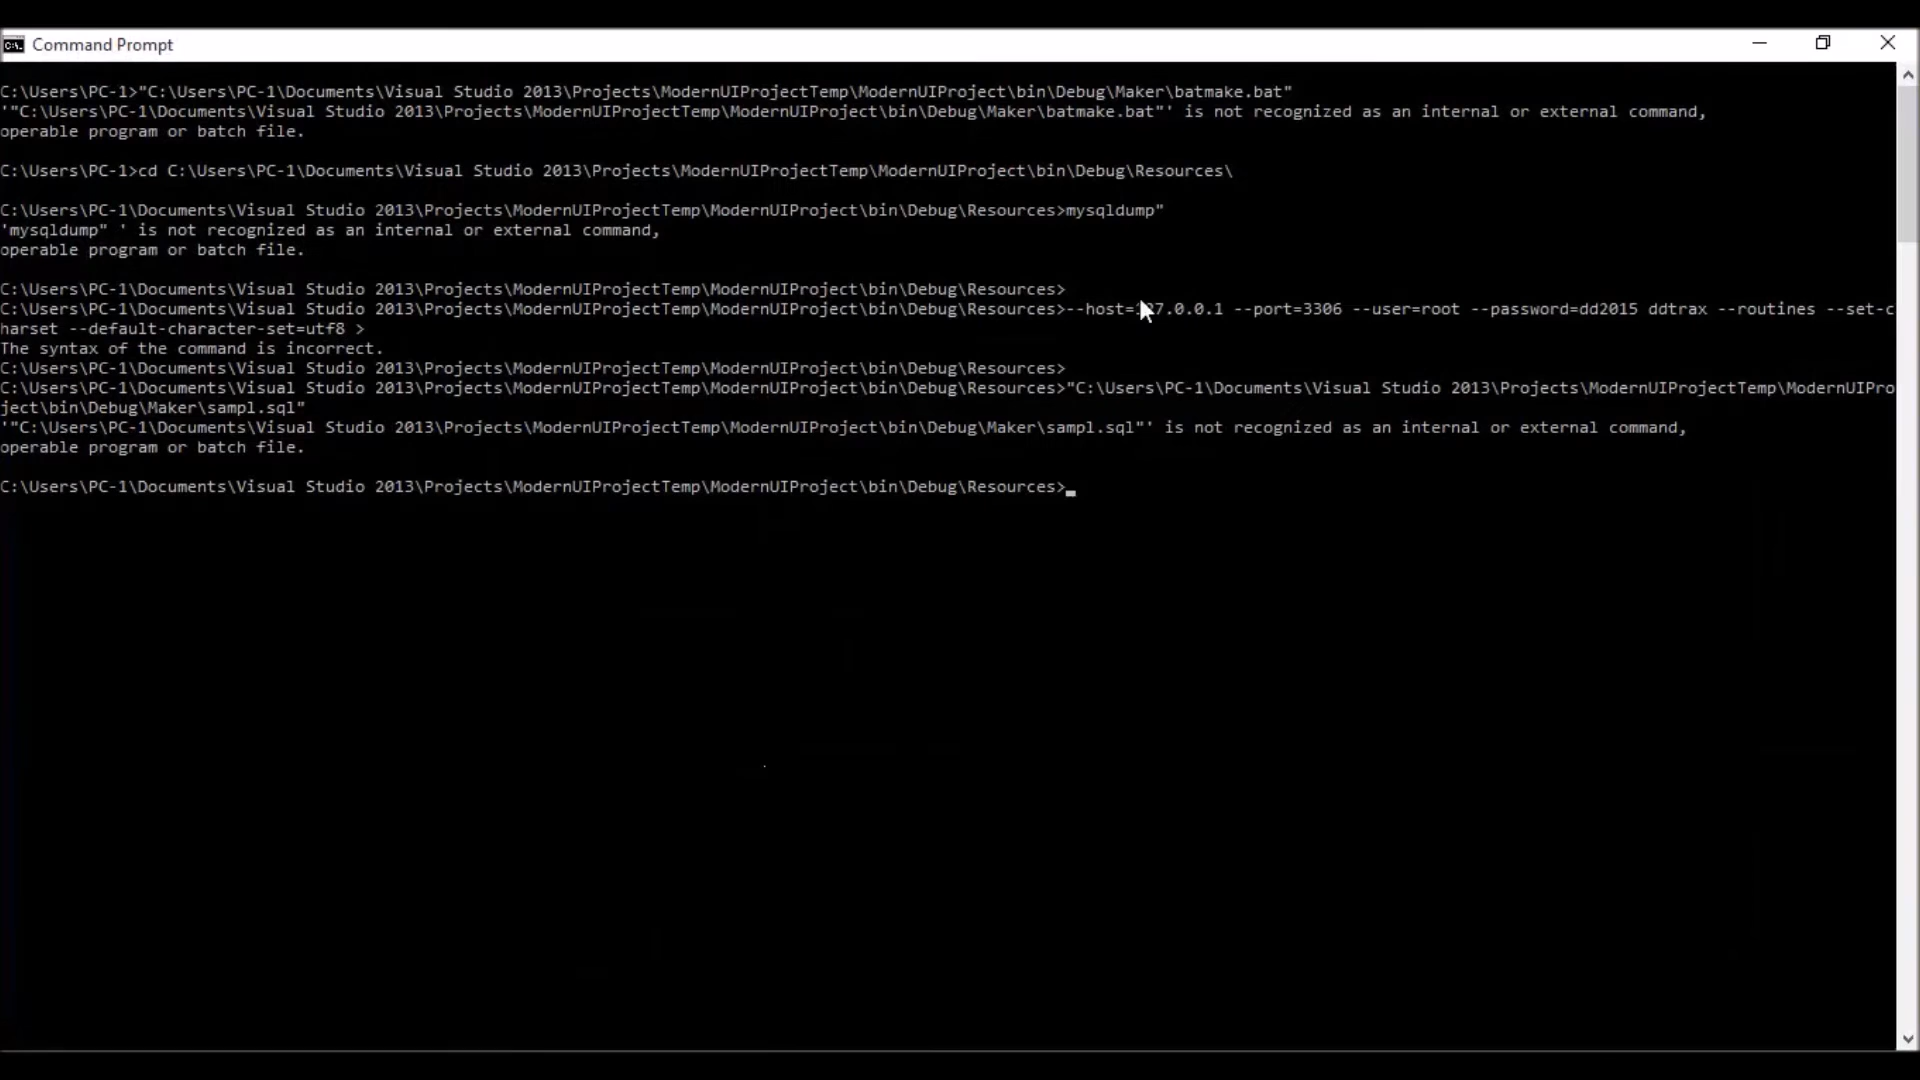 Command Prompt
C:\Users\PC-1>"C:\Users\PC-1\Documents\Visual Studio 2013\Projects\ModernUIProjectTemp\ModernUIProject\bin\Debug\Maker\batmake.bat"
'"C:\Users\PC-1\Documents\Visual Studio 2013\Projects\ModernUIProjectTemp\ModernUIProject\bin\Debug\Maker\batmake.bat"' is not recognized as an internal or external command,
operable program or batch file.
C:\Users\PC-1>cd C:\Users\PC-1\Documents\Visual Studio 2013\Projects\ModernUIProjectTemp\ModernUIProject\bin\Debug\Resources\
C:\Users\PC-1\Documents\Visual Studio 2013\Projects\ModernUIProjectTemp\ModernUIProject\bin\Debug\Resources>mysqldump"
'mysqldump" ' is not recognized as an internal or external command,
operable program or batch file.
C:\Users\PC-1\Documents\Visual Studio 2013\Projects\ModernUIProjectTemp\ModernUIProject\bin\Debug\Resources>
C:\Users\PC-1\Documents\Visual Studio 2013\Projects\ModernUIProjectTemp\ModernUIProject\bin\Debug\Resources>--host=127.0.0.1 --port=3306 --user=root --password=dd2015 ddtrax --routines --set-c
harset --default-character-set=utf8 >
The syntax of the command is incorrect.
C:\Users\PC-1\Documents\Visual Studio 2013\Projects\ModernUIProjectTemp\ModernUIProject\bin\Debug\Resources>
C:\Users\PC-1\Documents\Visual Studio 2013\Projects\ModernUIProjectTemp\ModernUIProject\bin\Debug\Resources>"C:\Users\PC-1\Documents\Visual Studio 2013\Projects\ModernUIProjectTemp\ModernUIPro
ject\bin\Debug\Maker\sampl.sql"
'"C:\Users\PC-1\Documents\Visual Studio 2013\Projects\ModernUIProjectTemp\ModernUIProject\bin\Debug\Maker\sampl.sql"' is not recognized as an internal or external command,
operable program or batch file.
C:\Users\PC-1\Documents\Visual Studio 2013\Projects\ModernUIProjectTemp\ModernUIProject\bin\Debug\Resources>